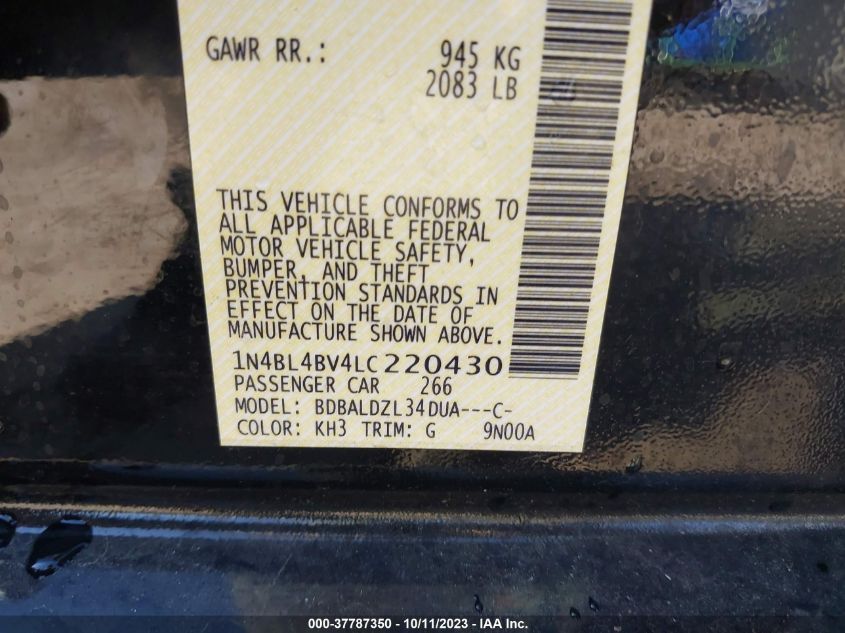 GAWR RR.: 945 KG
2083 LB
THIS VEHICLE CONFORMS TO
ALL APPLICABLE FEDERAL
MOTOR VEHICLE SAFETY,
BUMPER, AND THEFT
PREVENTION STANDARDS IN
EFFECT ON THE DATE OF
MANUFACTURE SHOWN ABOVE.
1N4BL4BV4LC220430
PASSENGER CAR 266
MODEL: BDBALDZL34DUA---C-
COLOR: KH3 TRIM: G 9N00A
000-37787350 - 10/11/2023 - IAA Inc.